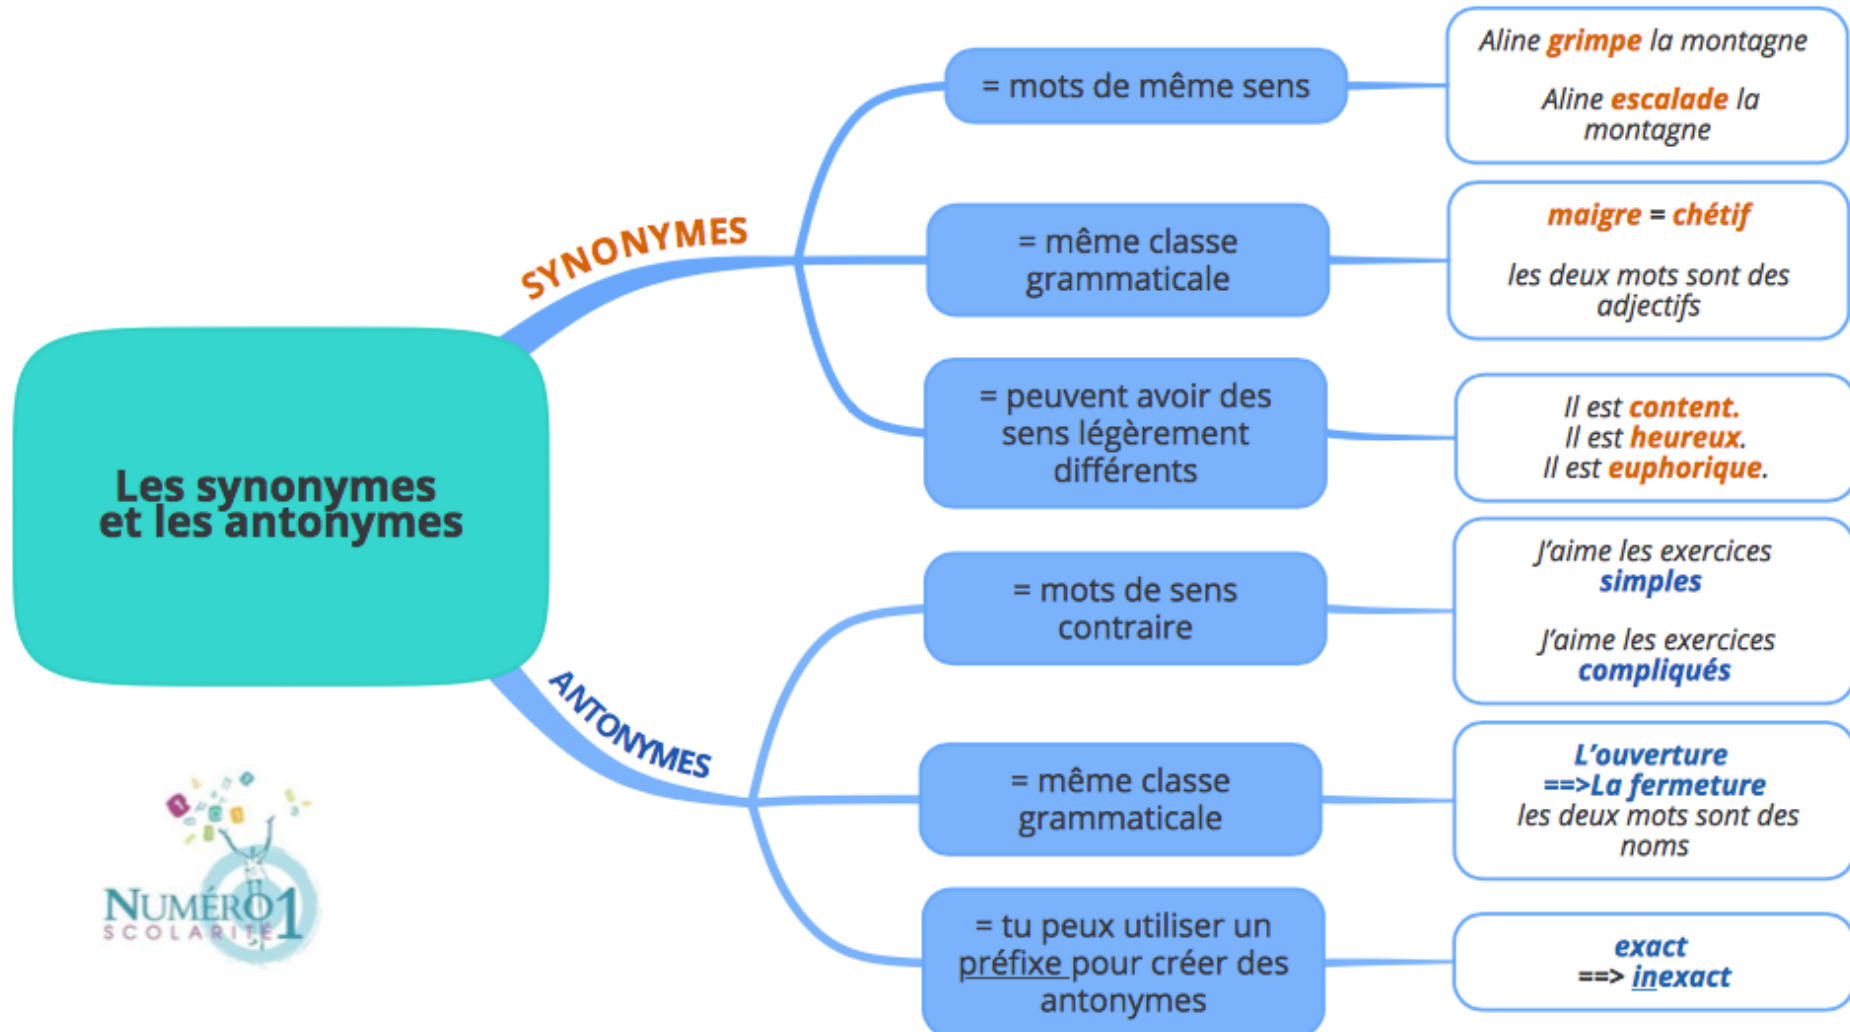 Les synonymes
et les antonymes
SYNONYMES
= mots de même sens
Aline grimpe la montagne
Aline escalade la
montagne
= même classe
grammaticale
maigre = chétif
les deux mots sont des
adjectifs
= peuvent avoir des
sens légèrement
différents
Il est content.
Il est heureux.
Il est euphorique.
ANTONYMES
= mots de sens
contraire
J'aime les exercices
simples
J'aime les exercices
compliqués
= même classe
grammaticale
L'ouverture
==>La fermeture
les deux mots sont des
noms
= tu peux utiliser un
préfixe pour créer des
antonymes
exact
==> inexact
NUMÉRO1
SCOLARITÉ